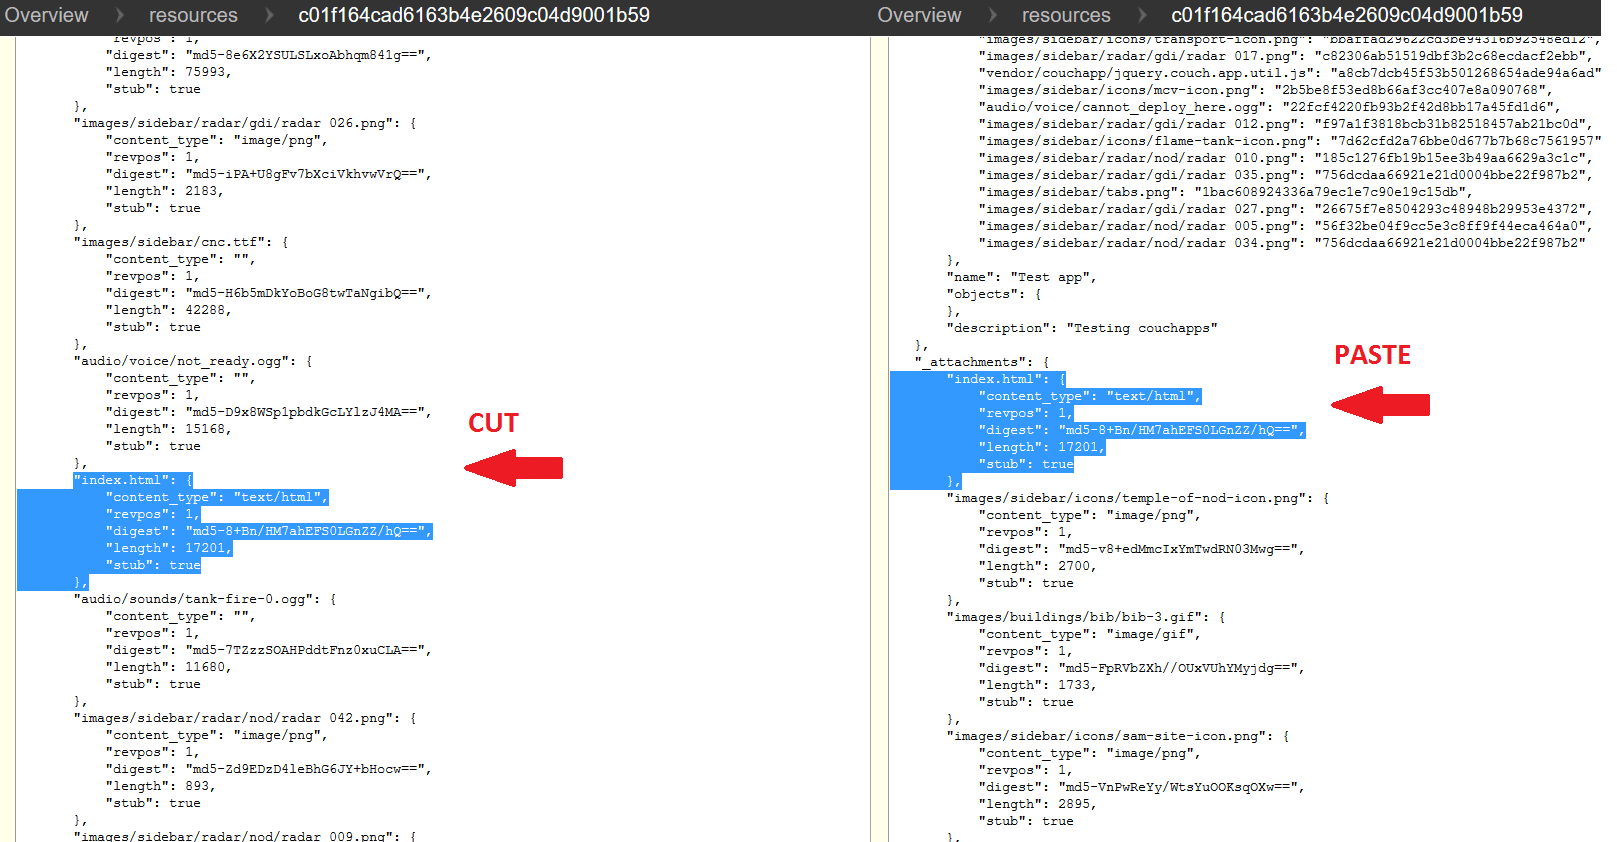 Overview resources c01f164cad6163b4e2609c04d9001b59
"revpos": 1,
"digest": "md5-8e6X2YSULSLxoAbhqm841g==",
"length": 75993,
"stub": true
},
"images/sidebar/radar/gdi/radar 026.png": {
"content_type": "image/png",
"revpos": 1,
"digest": "md5-iPA+U8gFv7bXciVkhvwVrQ==",
"length": 2183,
"stub": true
},
"images/sidebar/cnc.ttf": {
"content_type": "",
"revpos": 1,
"digest": "md5-H6b5mDkYoBoG8twTaNgibQ==",
"length": 42288,
"stub": true
},
"audio/voice/not_ready.ogg": {
"content_type": "",
"revpos": 1,
"digest": "md5-D9x8WSp1pbdkGcLYlzJ4MA==",
"length": 15168,
"stub": true
},
"index.html": {
"content_type": "text/html",
"revpos": 1,
"digest": "md5-8+Bn/HM7ahEFS0LGnZZ/hQ==",
"length": 17201,
"stub": true
},
"audio/sounds/tank-fire-0.ogg": {
"content_type": "",
"revpos": 1,
"digest": "md5-7TZzzSOAHPddtFnz0xuCLA==",
"length": 11680,
"stub": true
},
"images/sidebar/radar/nod/radar 042.png": {
"content_type": "image/png",
"revpos": 1,
"digest": "md5-Zd9EDzD4leBhG6JY+bHocw==",
"length": 893,
"stub": true
},
"images/sidebar/radar/nod/radar 009.png": {
CUT
Overview resources c01f164cad6163b4e2609c04d9001b59
"images/sidebar/icons/transport-icon.png": "bbaffad29622cd3be94316b92548ed12",
"images/sidebar/radar/gdi/radar 017.png": "c82306ab51519dbf3b2c68ecdacf2ebb",
"vendor/couchapp/jquery.couch.app.util.js": "a8cb7dcb45f53b501268654ade94a6ad"
"images/sidebar/icons/mcv-icon.png": "2b5be8f53ed8b66af3cc407e8a090768",
"audio/voice/cannot_deploy_here.ogg": "22fcf4220fb93b2f42d8bb17a45fd1d6",
"images/sidebar/radar/gdi/radar 012.png": "f97a1f3818bcb31b82518457ab21bc0d",
"images/sidebar/icons/flame-tank-icon.png": "7d62cfd2a76bbe0d677b7b68c7561957"
"images/sidebar/radar/nod/radar 010.png": "185c1276fb19b15ee3b49aa6629a3c1c",
"images/sidebar/radar/gdi/radar 035.png": "756dcdaa66921e21d0004bbe22f987b2",
"images/sidebar/tabs.png": "1bac608924336a79ec1e7c90e19c15db",
"images/sidebar/radar/gdi/radar 027.png": "26675f7e8504293c48948b29953e4372",
"images/sidebar/radar/nod/radar 005.png": "56f32be04f9cc5e3c8ff9f44eca464a0",
"images/sidebar/radar/nod/radar 034.png": "756dcdaa66921e21d0004bbe22f987b2"
},
"name": "Test app",
"objects": {
},
"description": "Testing couchapps"
},
"_attachments": {
"index.html": {
"content_type": "text/html",
"revpos": 1,
"digest": "md5-8+Bn/HM7ahEFS0LGnZZ/hQ==",
"length": 17201,
"stub": true
},
"images/sidebar/icons/temple-of-nod-icon.png": {
"content_type": "image/png",
"revpos": 1,
"digest": "md5-v8+edMmcIxYmTwdRN03Mwg==",
"length": 2700,
"stub": true
},
"images/buildings/bib/bib-3.gif": {
"content_type": "image/gif",
"revpos": 1,
"digest": "md5-FpRVbZXh//OUxVUhYMyjdg==",
"length": 1733,
"stub": true
},
"images/sidebar/icons/sam-site-icon.png": {
"content_type": "image/png",
"revpos": 1,
"digest": "md5-VnPwReYy/WtsYuOOKsqOXw==",
"length": 2895,
"stub": true
},
PASTE